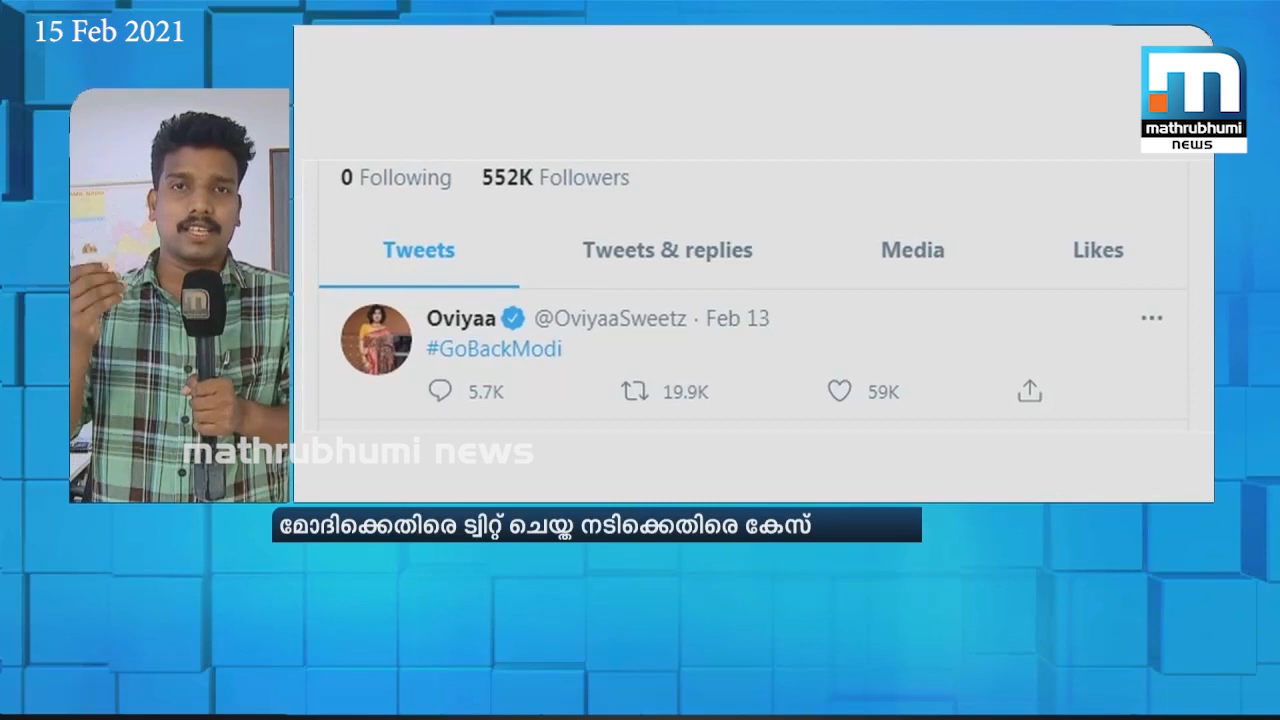 15 Feb 2021
mathrubhumi
NEWS
0 Following 552K Followers
Tweets Tweets & replies Media Likes
Oviyaa @OviyaaSweetz · Feb 13 ...
#GoBackModi
5.7K 19.9K 59K
mathrubhumi news
മോദിക്കെതിരെ ട്വിറ്റ് ചെയ്ത നടിക്കെതിരെ കേസ്